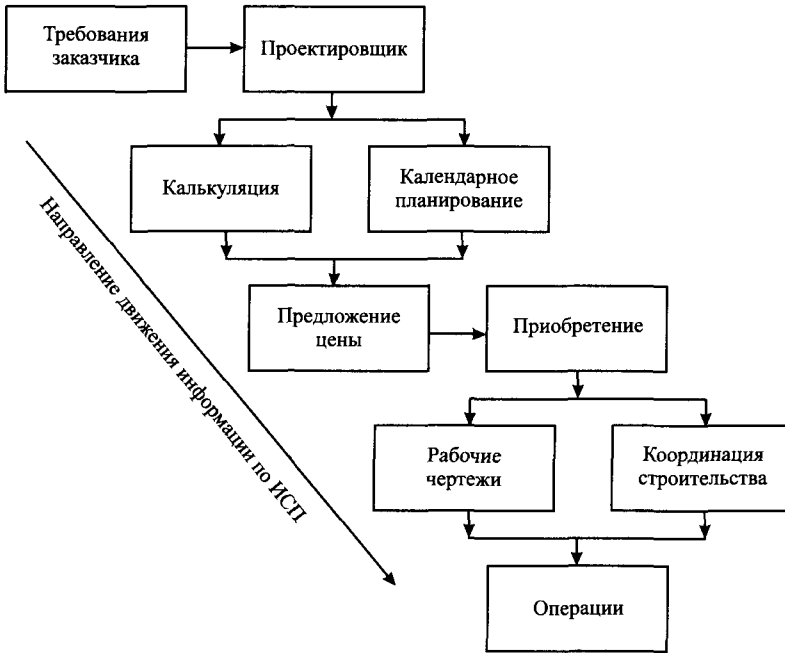 Требования
заказчика
Проектировщик
Калькуляция
Календарное
планирование
Направление движения информации по ИСП
Предложение
цены
Приобретение
Рабочие
чертежи
Координация
строительства
Операции